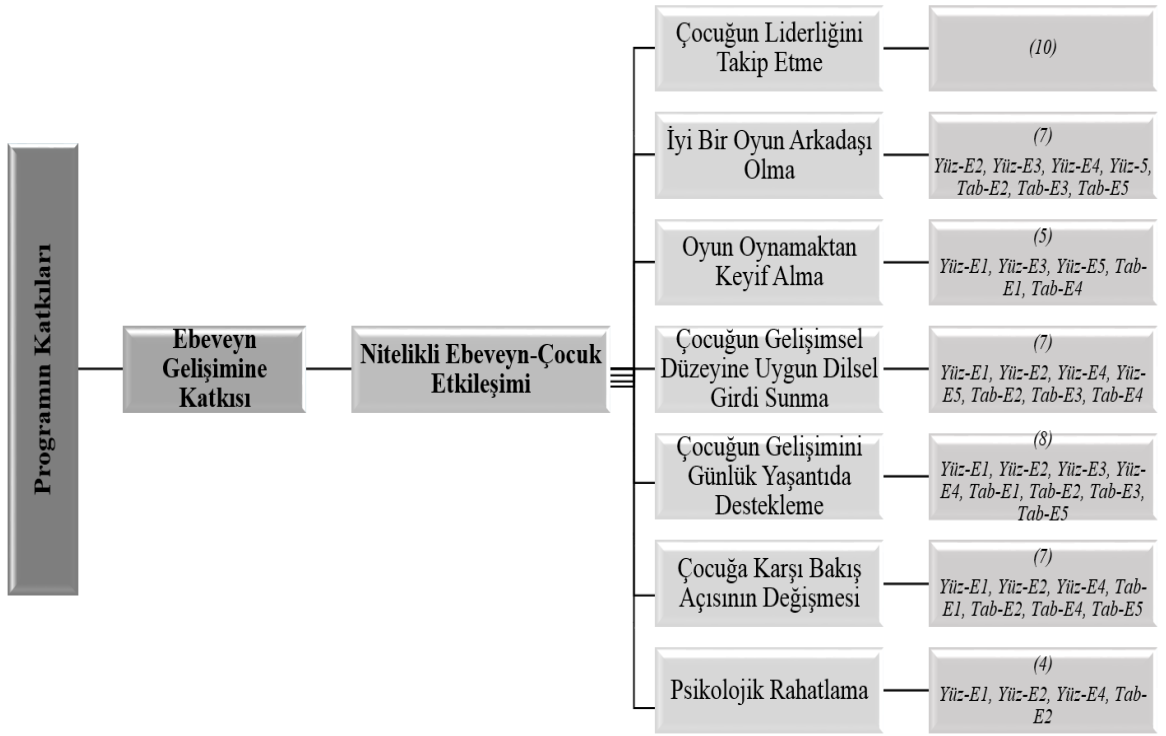 Programın Katkıları
Ebeveyn
Gelişimine
Katkısı
Nitelikli Ebeveyn-Çocuk
Etkileşimi
Çocuğun Liderliğini
Takip Etme
(10)
İyi Bir Oyun Arkadaşı
Olma
(7)
Yüz-E2, Yüz-E3, Yüz-E4, Yüz-5,
Tab-E2, Tab-E3, Tab-E5
Oyun Oynamaktan
Keyif Alma
(5)
Yüz-E1, Yüz-E3, Yüz-E5, Tab-
E1, Tab-E4
Çocuğun Gelişimsel
Düzeyine Uygun Dilsel
Girdi Sunma
(7)
Yüz-E1, Yüz-E2, Yüz-E4, Yüz-
E5, Tab-E2, Tab-E3, Tab-E4
Çocuğun Gelişimini
Günlük Yaşantıda
Destekleme
(8)
Yüz-E1, Yüz-E2, Yüz-E3, Yüz-
E4, Tab-E1, Tab-E2, Tab-E3,
Tab-E5
Çocuğa Karşı Bakış
Açısının Değişmesi
(7)
Yüz-E1, Yüz-E2, Yüz-E4, Tab-
E1, Tab-E2, Tab-E4, Tab-E5
Psikolojik Rahatlama
(4)
Yüz-E1, Yüz-E2, Yüz-E4, Tab-
E2